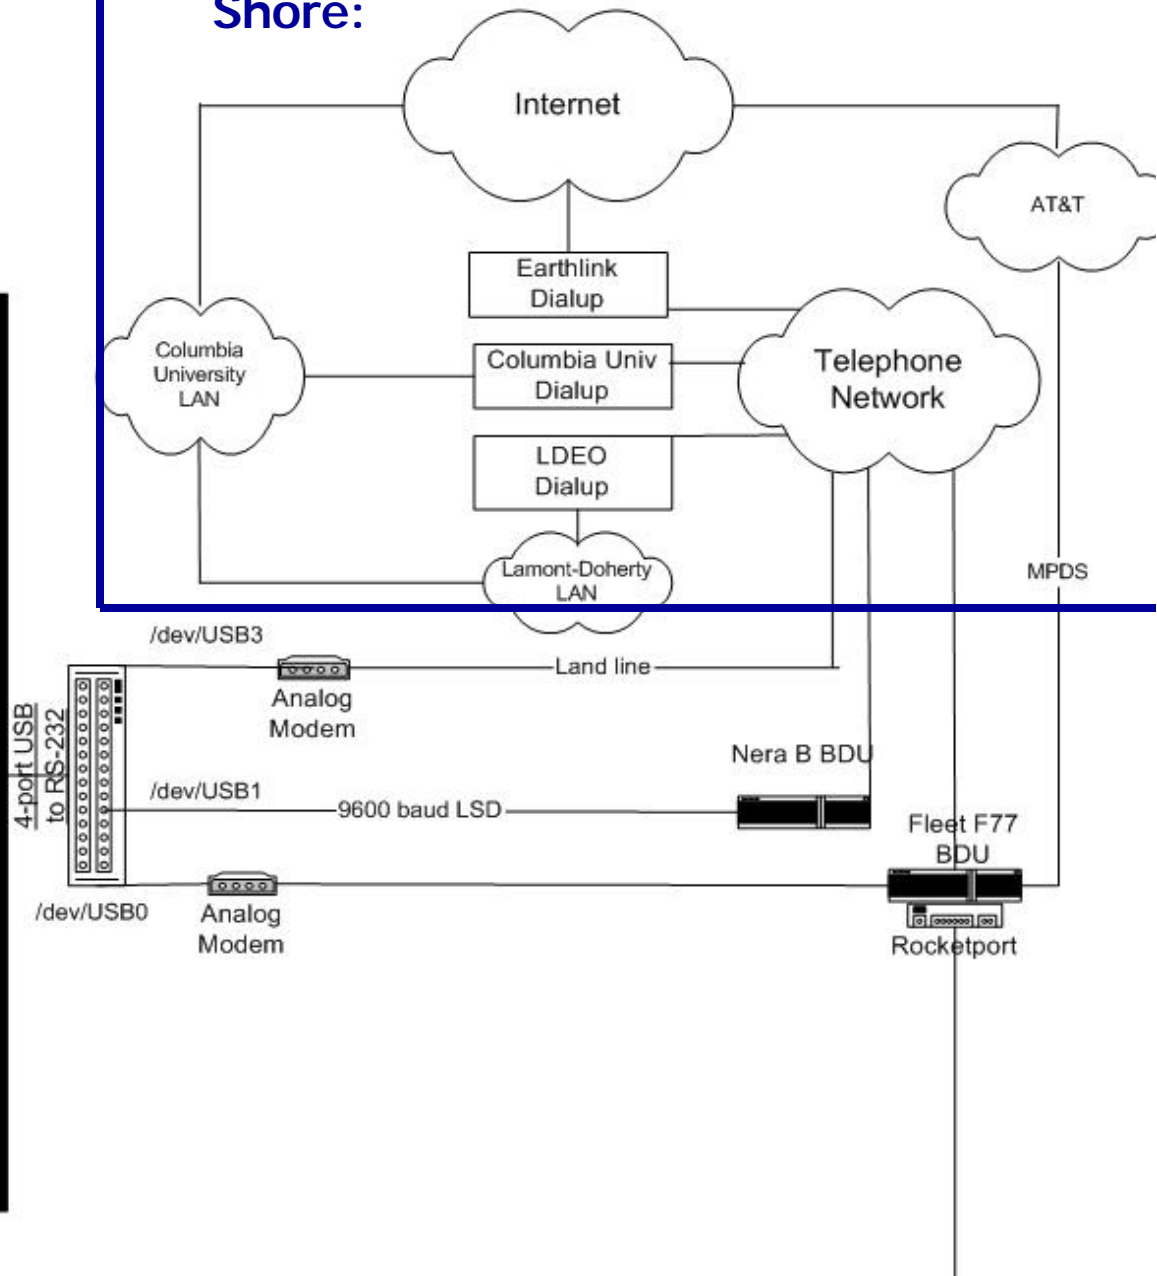 Shore:
Internet
AT&T
Earthlink
Dialup
Columbia
University
LAN
Columbia Univ
Dialup
Telephone
Network
LDEO
Dialup
Lamont-Doherty
LAN
MPDS
/dev/USB3
Land line
Analog
Modem
4-port USB
to RS-232
Nera B BDU
/dev/USB1
9600 baud LSD
Fleet F77
BDU
/dev/USB0
Analog
Modem
Rocketport